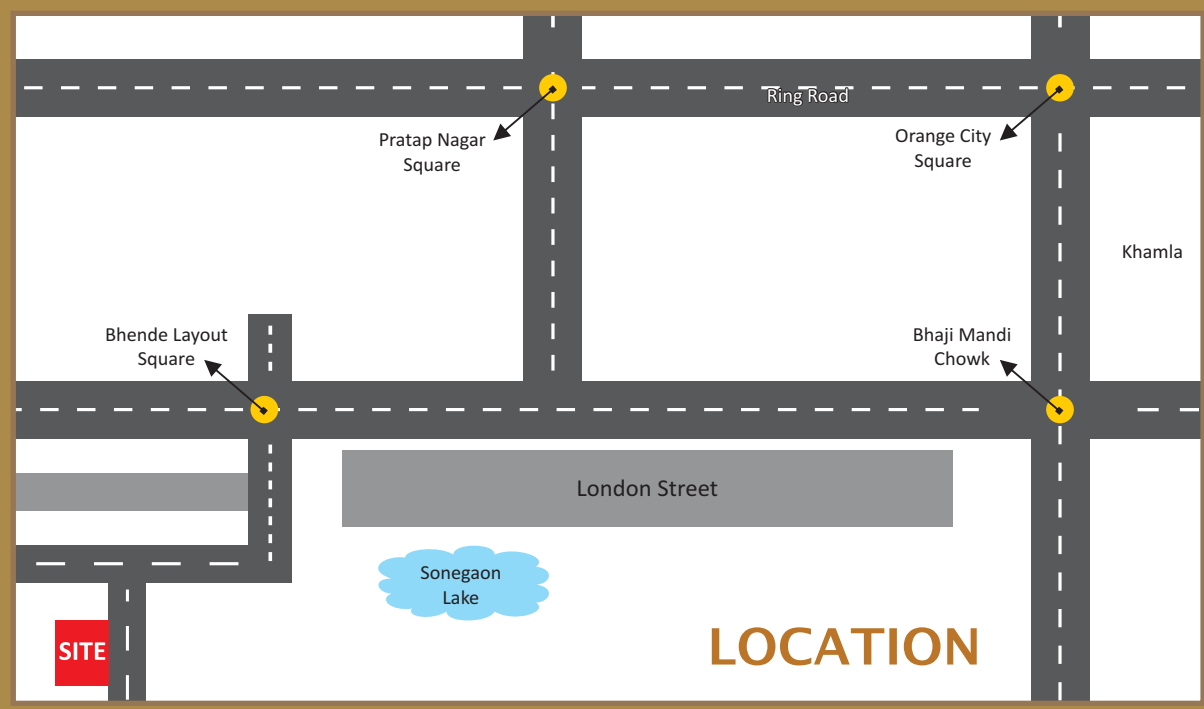 Ring Road
Pratap Nagar
Square
Orange City
Square
Khamla
Bhende Layout
Square
Bhaji Mandi
Chowk
London Street
Sonegaon
Lake
SITE
LOCATION